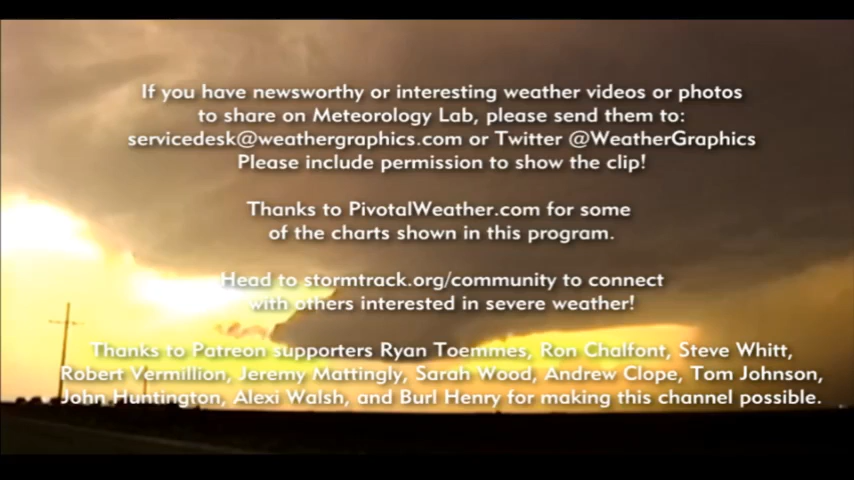 If you have newsworthy or interesting weather videos or photos
to share on Meteorology Lab, please send them to:
servicedesk@weathergraphics.com or Twitter @WeatherGraphics
Please include permission to show the clip!
Thanks to PivotalWeather.com for some
of the charts shown in this program.
Head to stormtrack.org/community to connect
with others interested in severe weather!
Thanks to Patreon supporters Ryan Toemmes, Ron Chalfont, Steve Whitt,
Robert Vermillion, Jeremy Mattingly, Sarah Wood, Andrew Clope, Tom Johnson,
John Huntington, Alexi Walsh, and Burl Henry for making this channel possible.